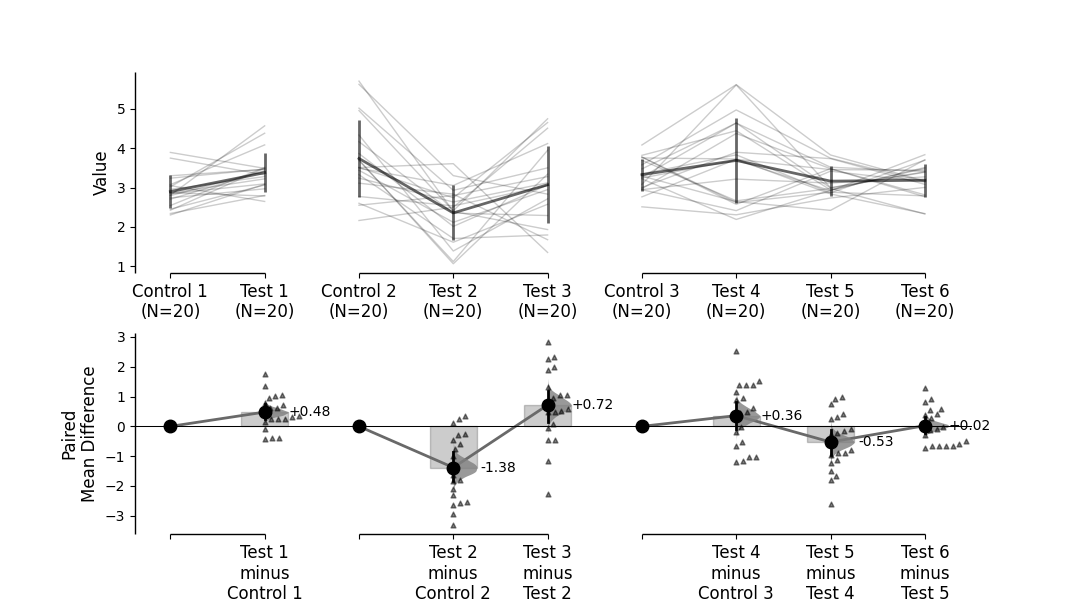 5
4
3
2
1
Value
Control 1 Test 1 Control 2 Test 2 Test 3 Control 3 Test 4 Test 5 Test 6
(N=20) (N=20) (N=20) (N=20) (N=20) (N=20) (N=20) (N=20) (N=20)
3
2
1
0
−1
−2
−3
Paired
Mean Difference
+0.48
-1.38
+0.72
+0.36
-0.53
+0.02
Test 1 Test 2 Test 3 Test 4 Test 5 Test 6
minus minus minus minus minus minus
Control 1 Control 2 Test 2 Control 3 Test 4 Test 5